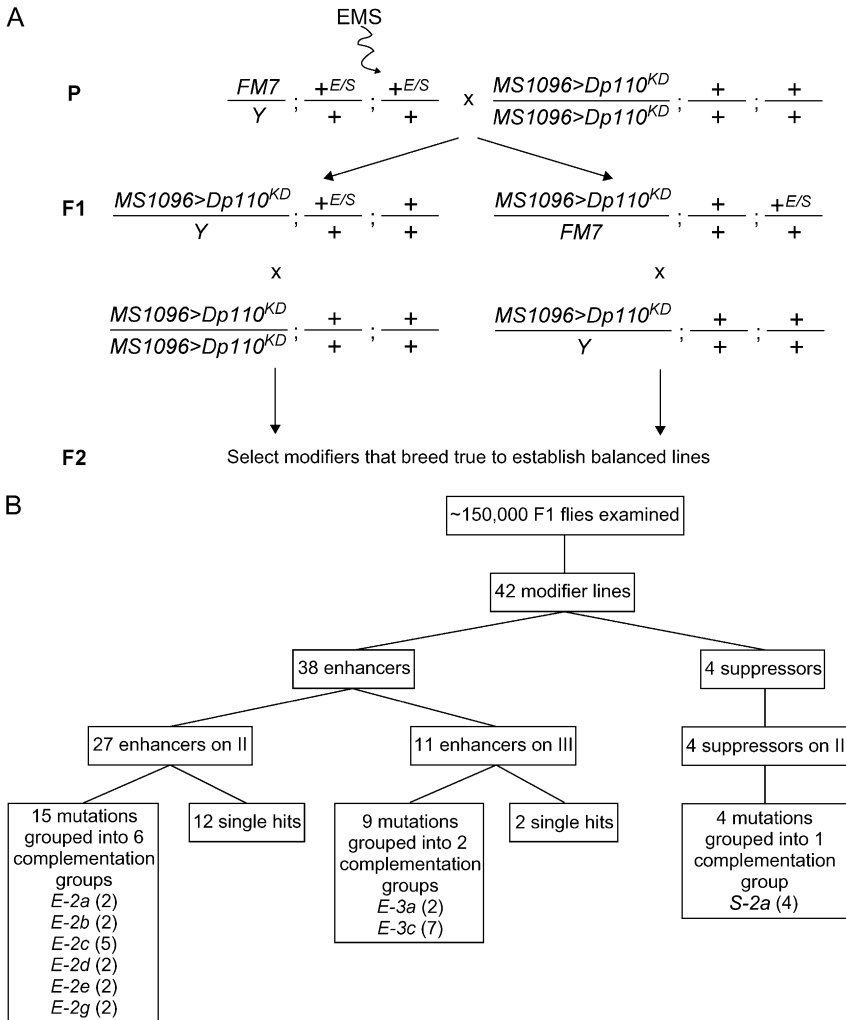 A
EMS
P
FM7 / Y ; +E/S / + ; +E/S / + x MS1096>Dp110KD / MS1096>Dp110KD ; + / + ; + / +
F1
MS1096>Dp110KD / Y ; +E/S / + ; + / + MS1096>Dp110KD / FM7 ; + / + ; +E/S / +
x x
MS1096>Dp110KD / MS1096>Dp110KD ; + / + ; + / + MS1096>Dp110KD / Y ; + / + ; + / +
F2 Select modifiers that breed true to establish balanced lines
B
~150,000 F1 flies examined
42 modifier lines
38 enhancers
4 suppressors
27 enhancers on II
11 enhancers on III
4 suppressors on II
15 mutations
grouped into 6
complementation
groups
E-2a (2)
E-2b (2)
E-2c (5)
E-2d (2)
E-2e (2)
E-2g (2)
12 single hits
9 mutations
grouped into 2
complementation
groups
E-3a (2)
E-3c (7)
2 single hits
4 mutations
grouped into 1
complementation
group
S-2a (4)